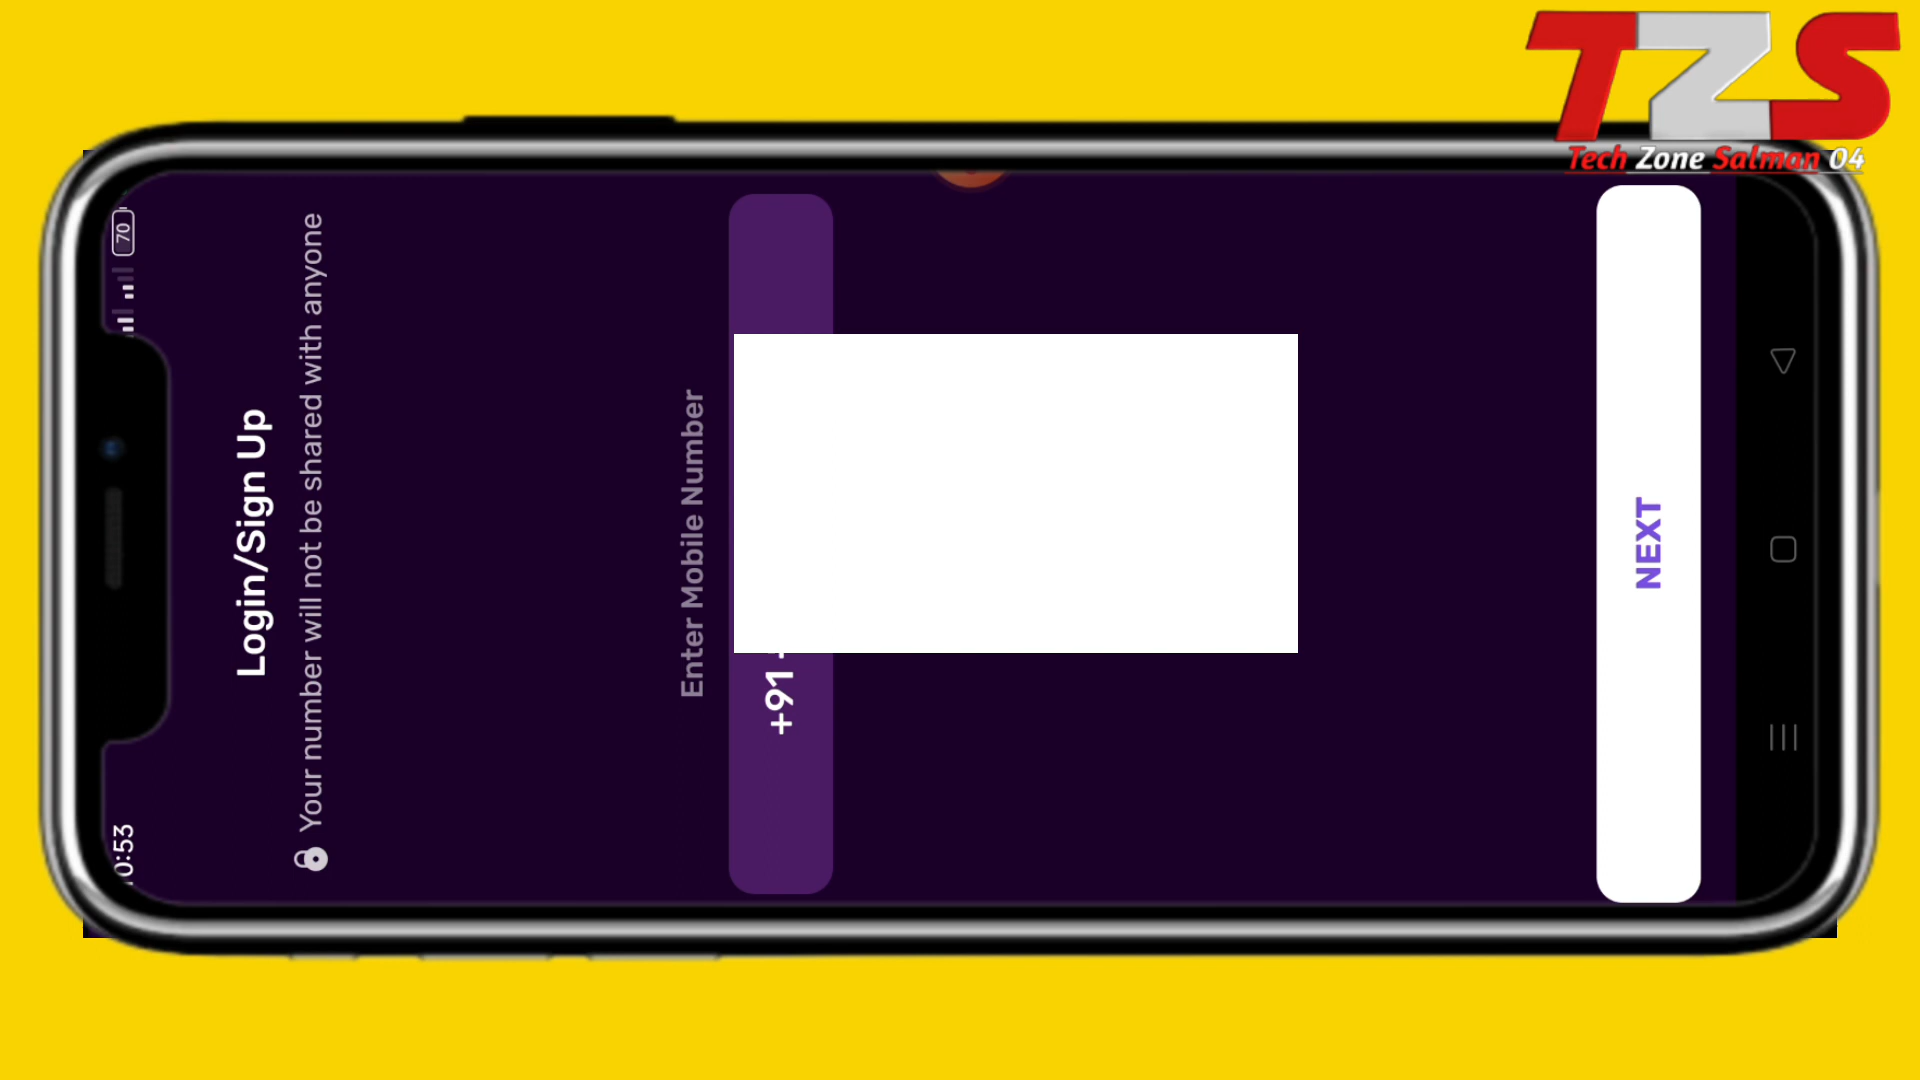 TZS
Tech Zone Salman 04
0:53
70
Login/Sign Up
Your number will not be shared with anyone
Enter Mobile Number
+91
NEXT